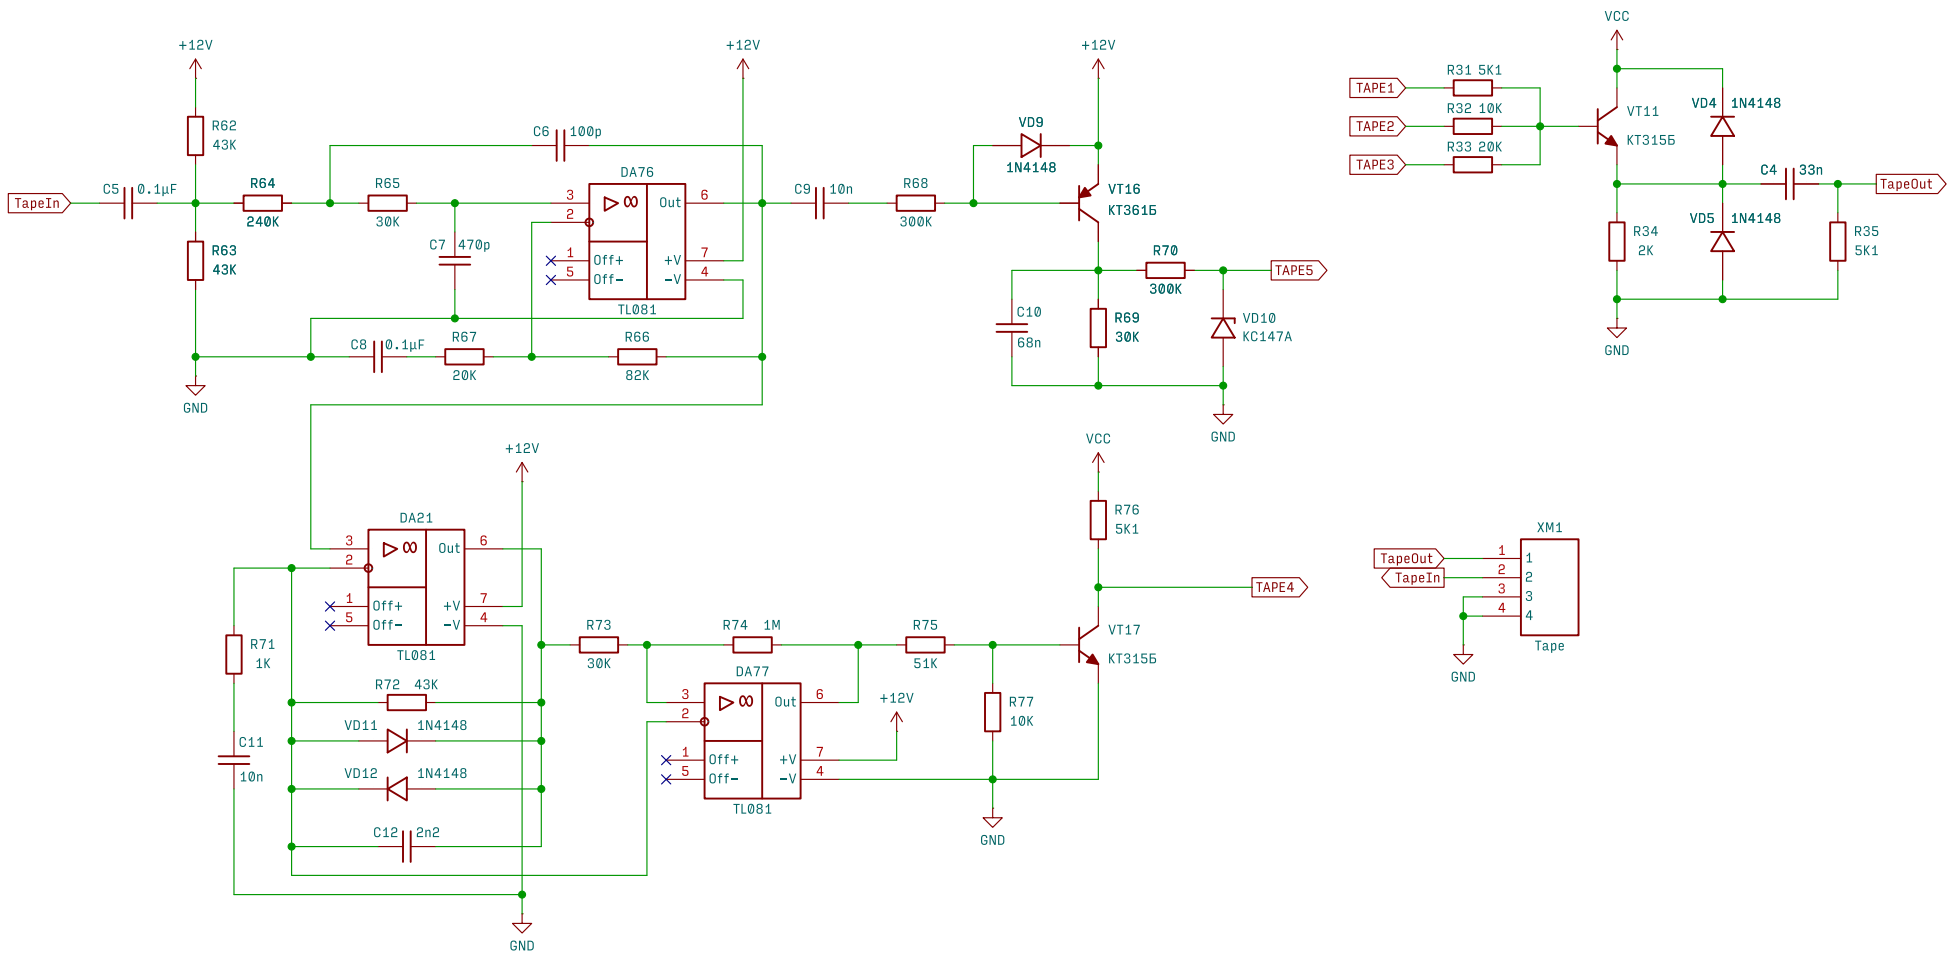 VCC
+12V
+12V
+12V
R31 5K1
TAPE1
R32 10K
TAPE2
R33 20K
TAPE3
VT11
КТ315Б
VD4 1N4148
C4 33n
TapeOut
VD5 1N4148
R34
2K
R35
5K1
GND
R62
43K
C6 100p
VD9
1N4148
DA76
TapeIn
C5 0.1µF
R64
240K
R65
30K
3
2
1
5
▷∞
Off+
Off-
Out
+V
-V
6
7
4
TL081
C9 10n
R68
300K
VT16
КТ361Б
R63
43K
C7 470p
R70
300K
TAPE5
C10
68n
R69
30K
VD10
КС147А
C8 0.1µF
R67
20K
R66
82K
GND
GND
+12V
VCC
DA21
3
2
1
5
▷∞
Off+
Off-
Out
+V
-V
6
7
4
TL081
R76
5K1
TAPE4
XM1
TapeOut
TapeIn
1
2
3
4
1
2
3
4
Tape
GND
R71
1K
R73
30K
R74 1M
R75
51K
VT17
КТ315Б
R72 43K
DA77
3
2
1
5
▷∞
Off+
Off-
Out
+V
-V
6
7
4
TL081
+12V
R77
10K
GND
VD11 1N4148
C11
10n
VD12 1N4148
C12 2n2
GND